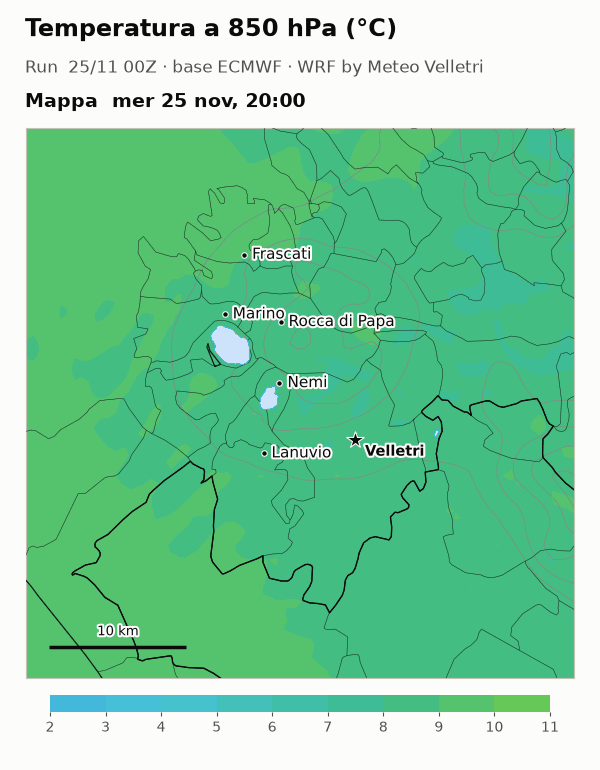 Temperatura a 850 hPa (°C)
Run  25/11 00Z · base ECMWF · WRF by Meteo Velletri
Mappa  mer 25 nov, 20:00
Frascati
Marino
Rocca di Papa
Nemi
Velletri
Lanuvio
10 km
2 3 4 5 6 7 8 9 10 11